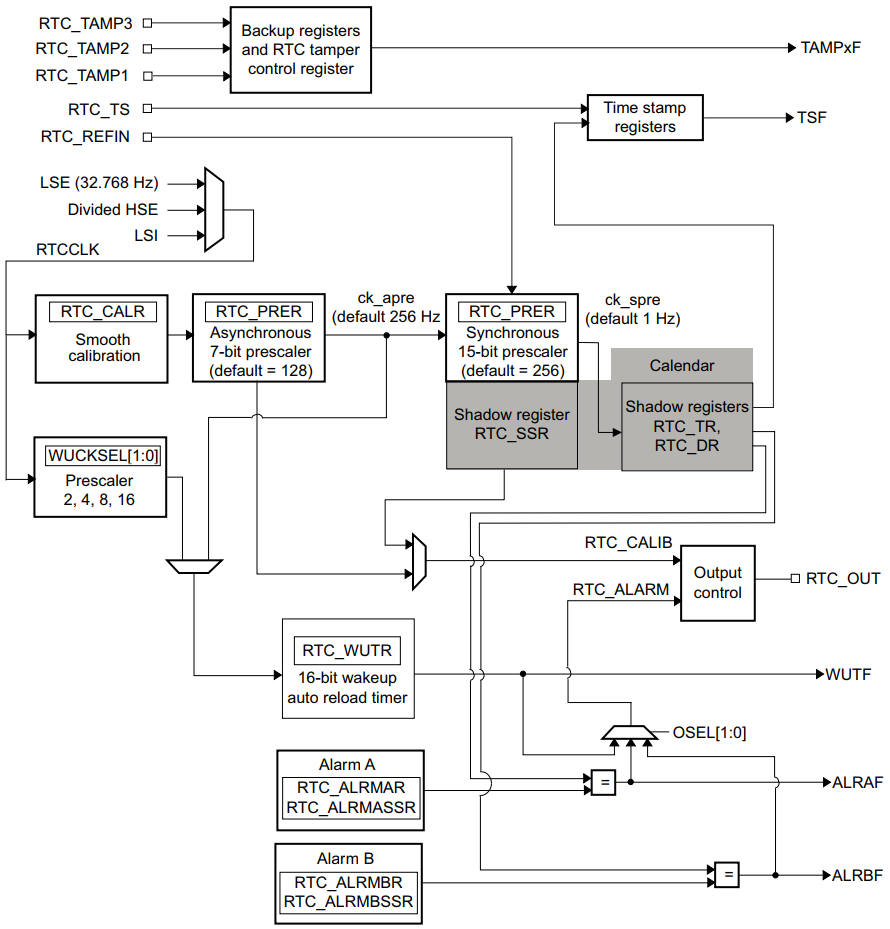 RTC_TAMP3
RTC_TAMP2
RTC_TAMP1
Backup registers
and RTC tamper
control register
TAMPxF
RTC_TS
Time stamp
registers
TSF
RTC_REFIN
LSE (32.768 Hz)
Divided HSE
LSI
RTCCLK
RTC_CALR
Smooth
calibration
RTC_PRER
Asynchronous
7-bit prescaler
(default = 128)
ck_apre
(default 256 Hz
RTC_PRER
Synchronous
15-bit prescaler
(default = 256)
ck_spre
(default 1 Hz)
Calendar
Shadow register
RTC_SSR
Shadow registers
RTC_TR,
RTC_DR
WUCKSEL[1:0]
Prescaler
2, 4, 8, 16
RTC_CALIB
RTC_ALARM
Output
control
RTC_OUT
RTC_WUTR
16-bit wakeup
auto reload timer
WUTF
OSEL[1:0]
Alarm A
RTC_ALRMAR
RTC_ALRMASSR
=
ALRAF
Alarm B
RTC_ALRMBR
RTC_ALRMBSSR
=
ALRBF